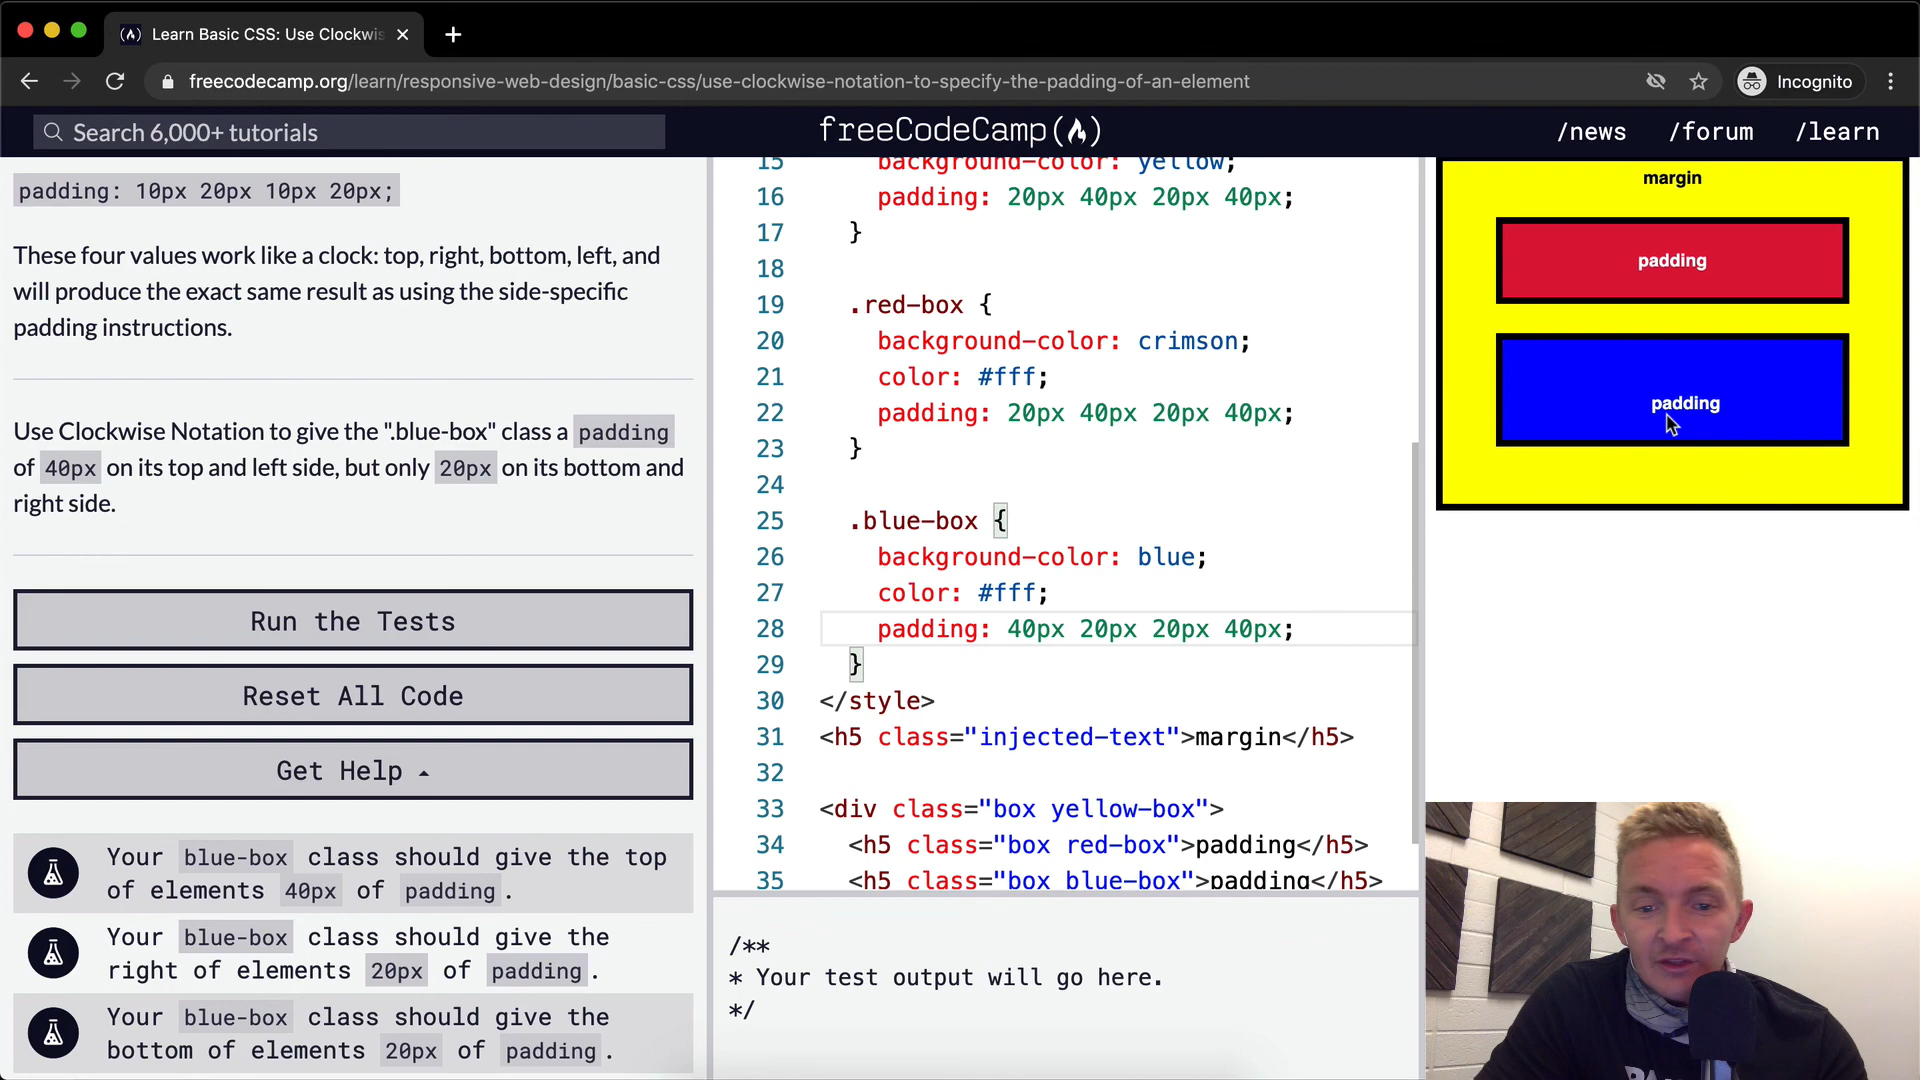 Learn Basic CSS: Use Clockwis
freecodecamp.org/learn/responsive-web-design/basic-css/use-clockwise-notation-to-specify-the-padding-of-an-element
Incognito
Search 6,000+ tutorials
freeCodeCamp
/news /forum /learn
padding: 10px 20px 10px 20px;
These four values work like a clock: top, right, bottom, left, and
will produce the exact same result as using the side-specific
padding instructions.
Use Clockwise Notation to give the ".blue-box" class a padding
of 40px on its top and left side, but only 20px on its bottom and
right side.
Run the Tests
Reset All Code
Get Help
Your blue-box class should give the top
of elements 40px of padding.
Your blue-box class should give the
right of elements 20px of padding.
Your blue-box class should give the
bottom of elements 20px of padding.
15 background-color: yellow;
16 padding: 20px 40px 20px 40px;
17 }
18
19 .red-box {
20 background-color: crimson;
21 color: #fff;
22 padding: 20px 40px 20px 40px;
23 }
24
25 .blue-box {
26 background-color: blue;
27 color: #fff;
28 padding: 40px 20px 20px 40px;
29 }
30 </style>
31 <h5 class="injected-text">margin</h5>
32
33 <div class="box yellow-box">
34 <h5 class="box red-box">padding</h5>
35 <h5 class="box blue-box">padding</h5>
/**
* Your test output will go here.
*/
margin
padding
padding